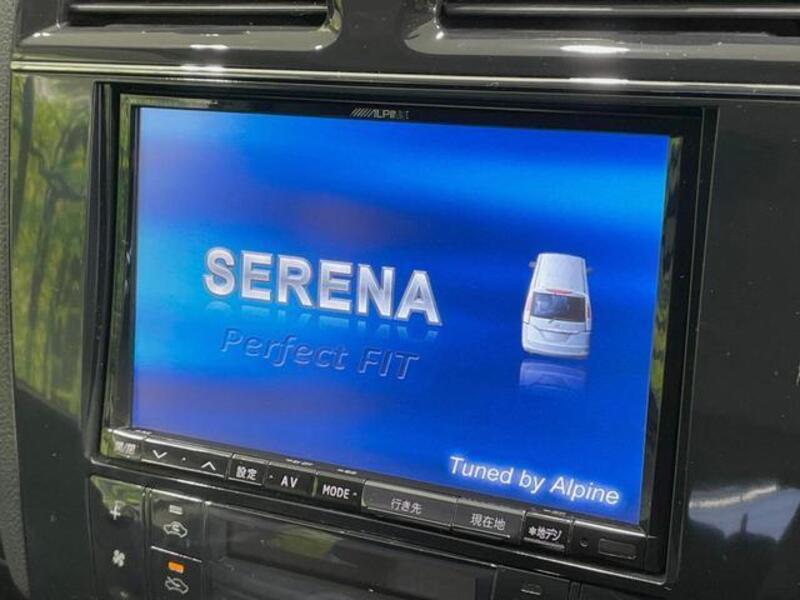 ALPINE
SERENA
Perfect FIT
Tuned by Alpine
設定
AV
MODE
行き先
現在地
✱地デジ